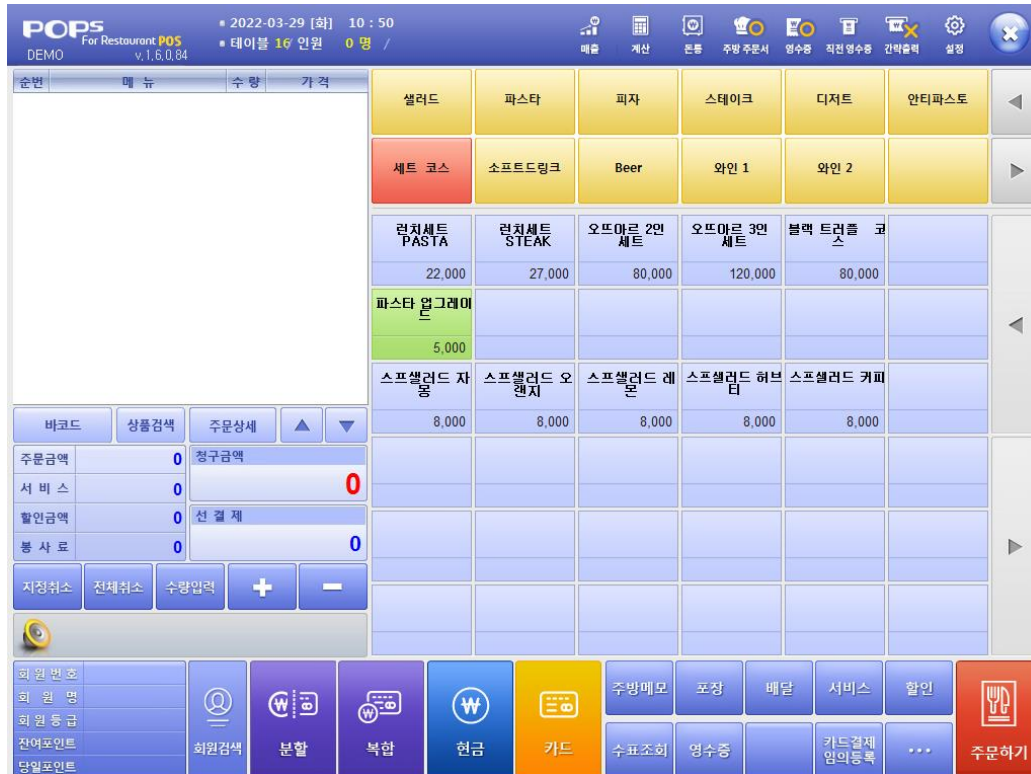 POPS
For Restaurant POS
DEMO v,1,6,0,84
2022-03-29 [화] 10 : 50
테이블 16 인원 0 명 /
매출 계산 돈통 주방 주문서 영수증 직전 영수증 간략출력 설정
순번 메 뉴 수 량 가 격
샐러드 파스타 피자 스테이크 디저트 안티파스토
세트 코스 소프트드링크 Beer 와인 1 와인 2
런치세트 PASTA 런치세트 STEAK 오뜨아르 2인 세트 오뜨아르 3인 세트 블랙 트러플 코스
22,000 27,000 80,000 120,000 80,000
파스타 업그레이드
5,000
스프샐러드 자몽 스프샐러드 오랜지 스프샐러드 레몬 스프샐러드 허브티 스프샐러드 커피
8,000 8,000 8,000 8,000 8,000
바코드 상품검색 주문상세
주문금액 0 청구금액
서 비 스 0 0
할인금액 0 선 결 제
봉 사 료 0 0
지정취소 전체취소 수량입력
회 원 번 호
회 원 명
회 원 등 급
잔여포인트
당일포인트
회원검색 분할 복합 현금 카드
주방메모 포장 배달 서비스 할인
수표조회 영수증 카드결제 임의등록 ...
주문하기